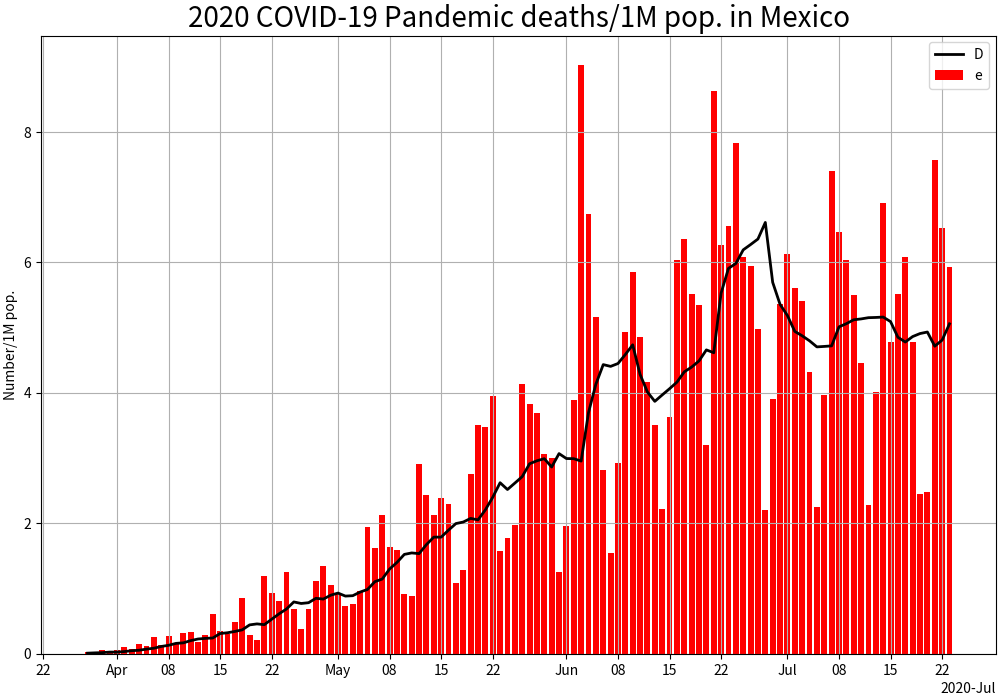 2020 COVID-19 Pandemic deaths/1M pop. in Mexico
D
e
Number/1M pop.
8
6
4
2
0
22 Apr 08 15 22 May 08 15 22 Jun 08 15 22 Jul 08 15 22
2020-Jul